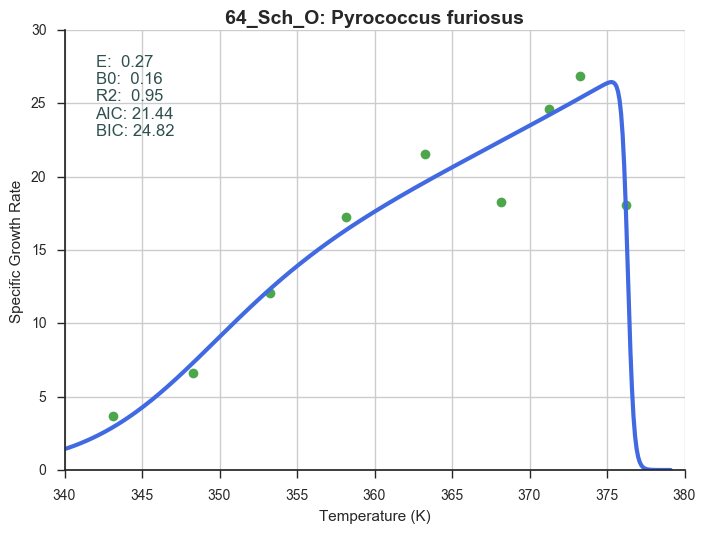 64_Sch_O: Pyrococcus furiosus
30
E: 0.27
B0: 0.16
R2: 0.95
AIC: 21.44
BIC: 24.82
25
20
15
10
5
0
Specific Growth Rate
340 345 350 355 360 365 370 375 380
Temperature (K)